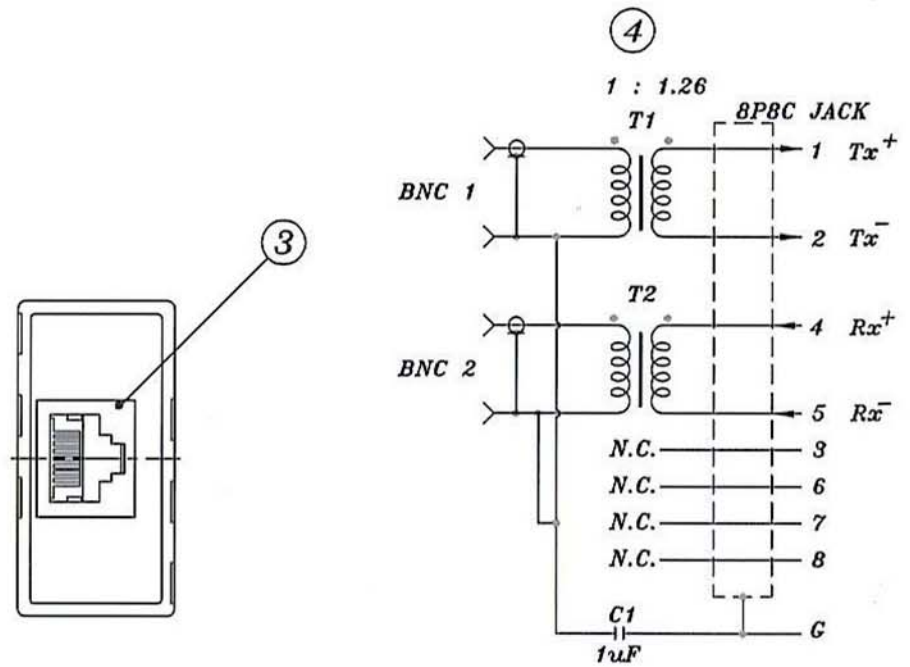 4
1 : 1.26
T1
8P8C JACK
1 Tx+
BNC 1
2 Tx-
3
T2
4 Rx+
BNC 2
5 Rx-
N.C. 3
N.C. 6
N.C. 7
N.C. 8
C1
G
1uF